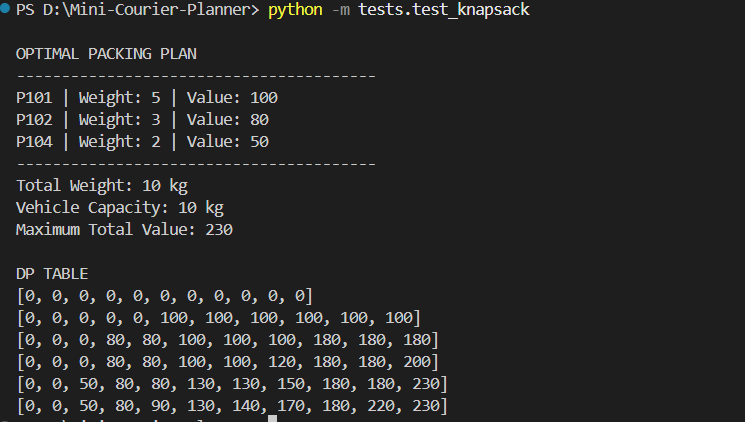 PS D:\Mini-Courier-Planner> python -m tests.test_knapsack
OPTIMAL PACKING PLAN
----------------------------------------
P101 | Weight: 5 | Value: 100
P102 | Weight: 3 | Value: 80
P104 | Weight: 2 | Value: 50
----------------------------------------
Total Weight: 10 kg
Vehicle Capacity: 10 kg
Maximum Total Value: 230
DP TABLE
[0, 0, 0, 0, 0, 0, 0, 0, 0, 0, 0]
[0, 0, 0, 0, 0, 100, 100, 100, 100, 100, 100]
[0, 0, 0, 80, 80, 100, 100, 100, 180, 180, 180]
[0, 0, 0, 80, 80, 100, 100, 120, 180, 180, 200]
[0, 0, 50, 80, 80, 130, 130, 150, 180, 180, 230]
[0, 0, 50, 80, 90, 130, 140, 170, 180, 220, 230]